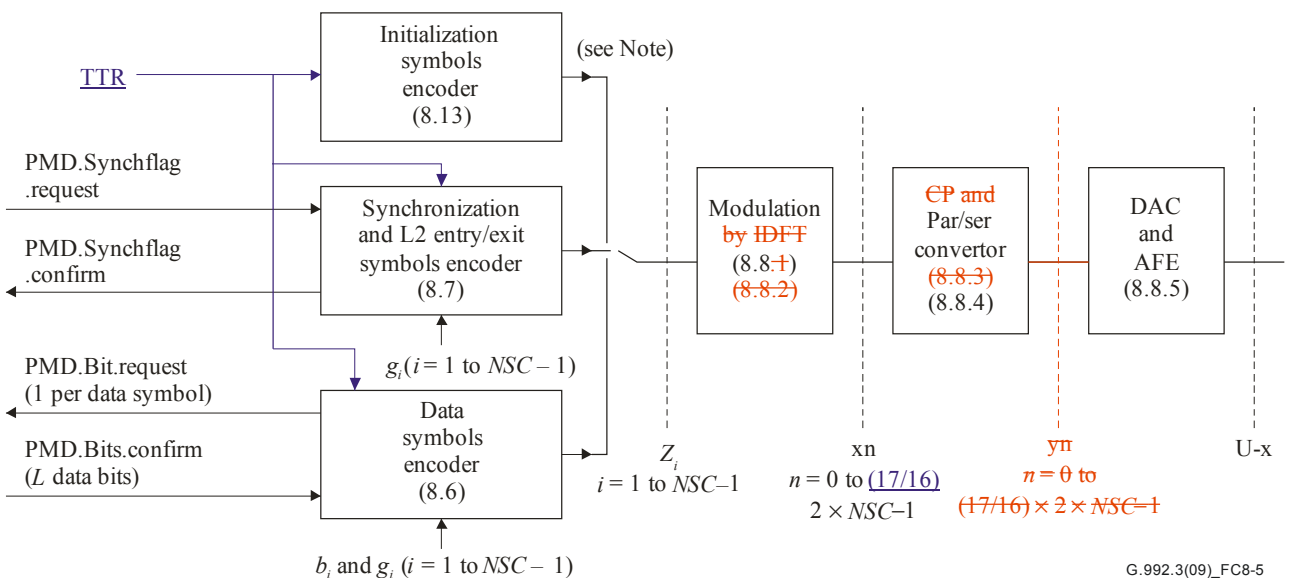 Initialization
symbols
encoder
(8.13)
(see Note)
TTR
PMD.Synchflag
.request
PMD.Synchflag
.confirm
Synchronization
and L2 entry/exit
symbols encoder
(8.7)
g_i (i = 1 to NSC – 1)
Modulation
by IDFT
(8.8.1)
(8.8.2)
CP and
Par/ser
convertor
(8.8.3)
(8.8.4)
DAC
and
AFE
(8.8.5)
PMD.Bit.request
(1 per data symbol)
PMD.Bits.confirm
(L data bits)
Data
symbols
encoder
(8.6)
b_i and g_i (i = 1 to NSC – 1)
Z_i
i = 1 to NSC–1
xn
n = 0 to (17/16)
2 × NSC–1
yn
n = 0 to
(17/16) × 2 × NSC–1
U-x
G.992.3(09)_FC8-5